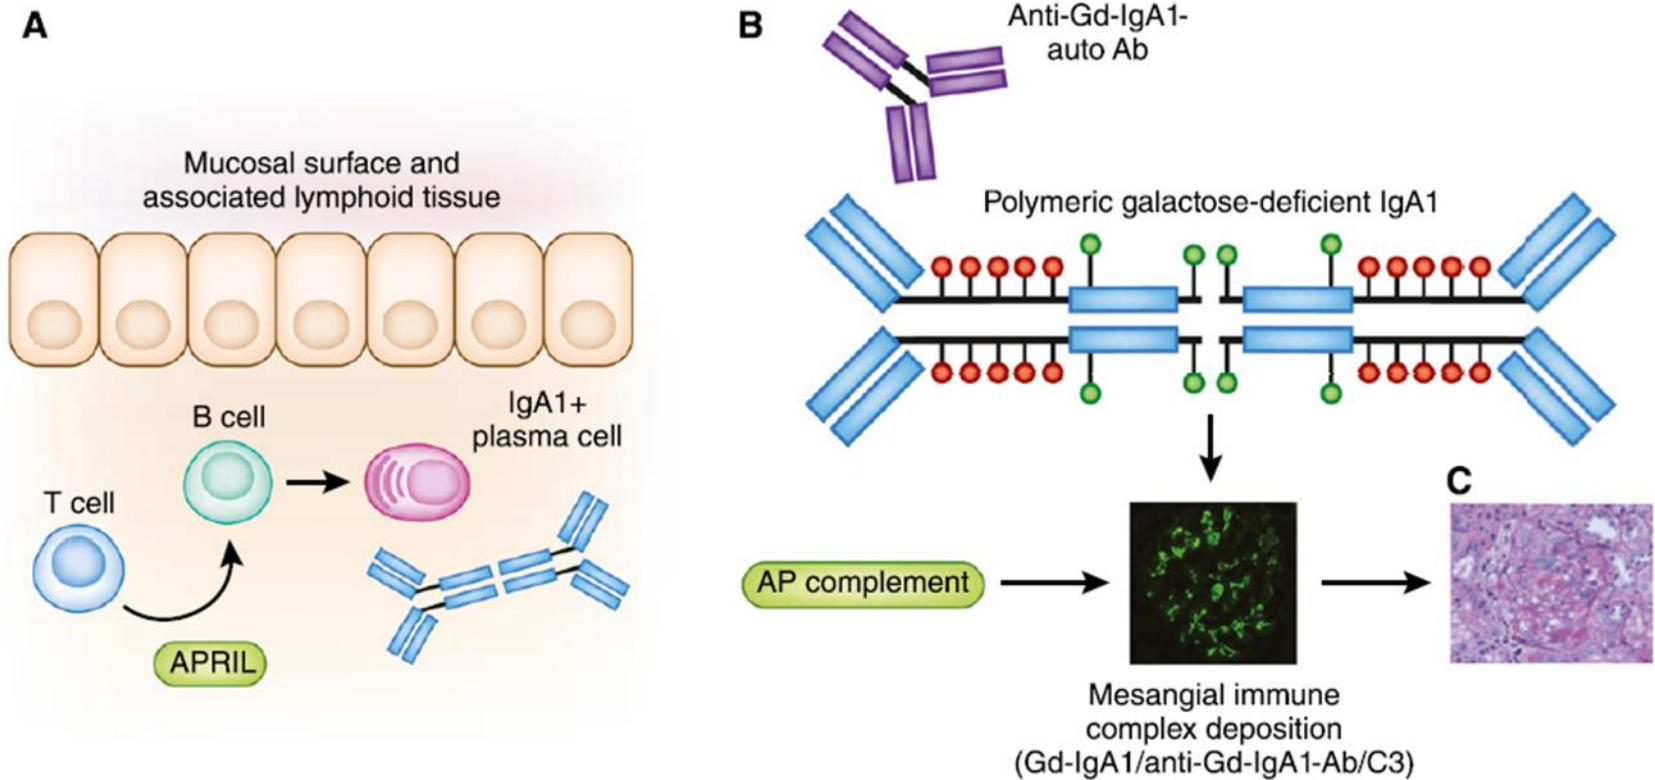 A
Mucosal surface and
associated lymphoid tissue
B cell
IgA1+
plasma cell
T cell
APRIL
B
Anti-Gd-IgA1-
auto Ab
Polymeric galactose-deficient IgA1
AP complement
C
Mesangial immune
complex deposition
(Gd-IgA1/anti-Gd-IgA1-Ab/C3)